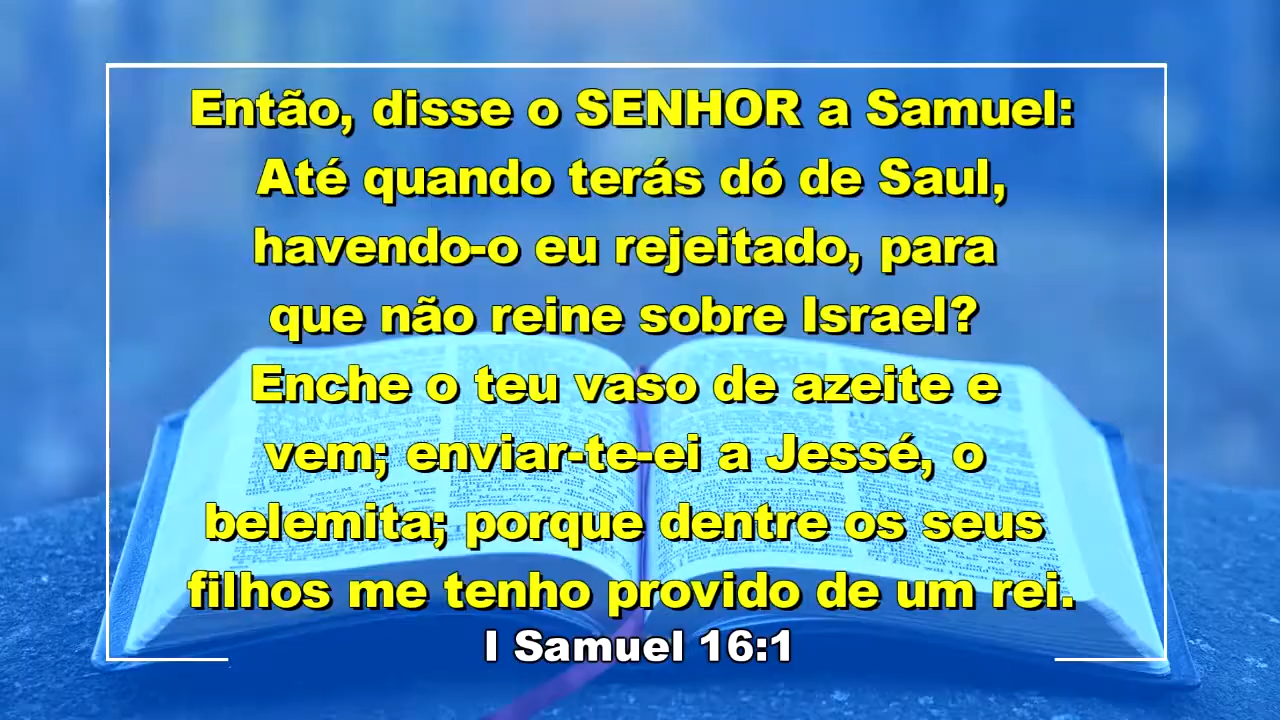 Então, disse o SENHOR a Samuel:
Até quando terás dó de Saul,
havendo-o eu rejeitado, para
que não reine sobre Israel?
Enche o teu vaso de azeite e
vem; enviar-te-ei a Jessé, o
belemita; porque dentre os seus
filhos me tenho provido de um rei.
I Samuel 16:1